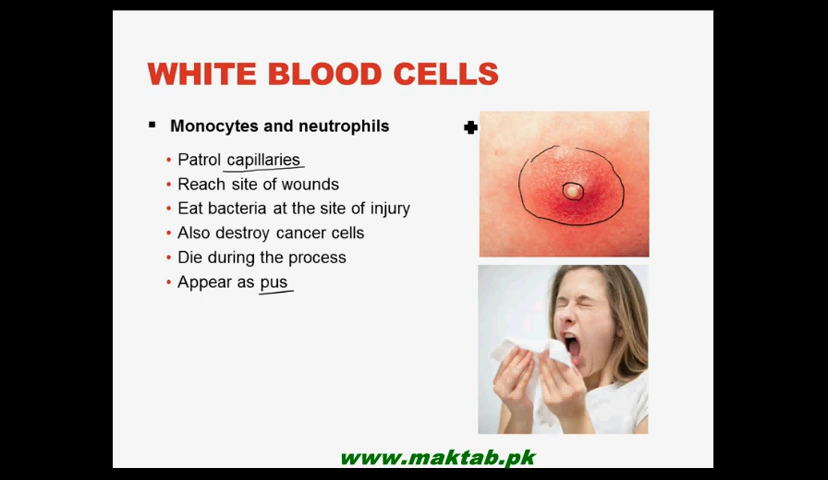 WHITE BLOOD CELLS
▪ Monocytes and neutrophils
• Patrol capillaries
• Reach site of wounds
• Eat bacteria at the site of injury
• Also destroy cancer cells
• Die during the process
• Appear as pus
www.maktab.pk